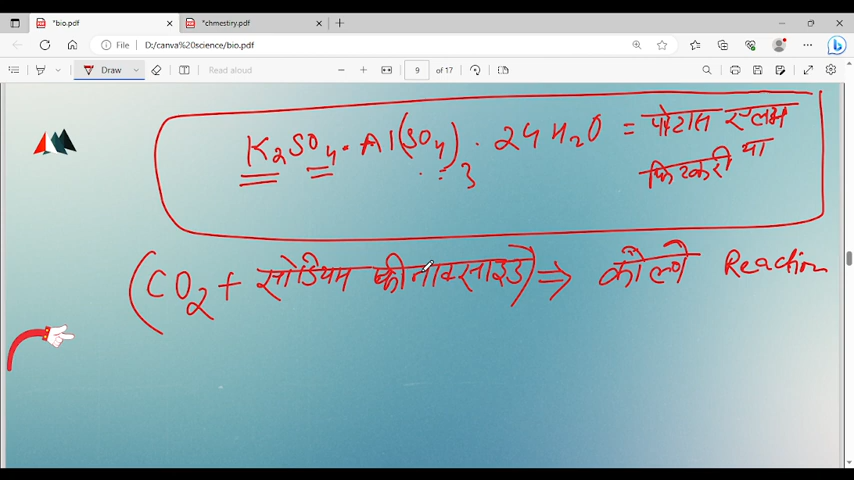 *bio.pdf
*chmestiry.pdf
File D:/canva%20science/bio.pdf
Draw Read aloud 9 of 17
K₂SO₄·Al(SO₄)₃·24H₂O = पोटाश एलम
या
फिटकरी
(CO₂ + सोडियम फीनाक्साइड) ⇒ कोल्वे Reaction